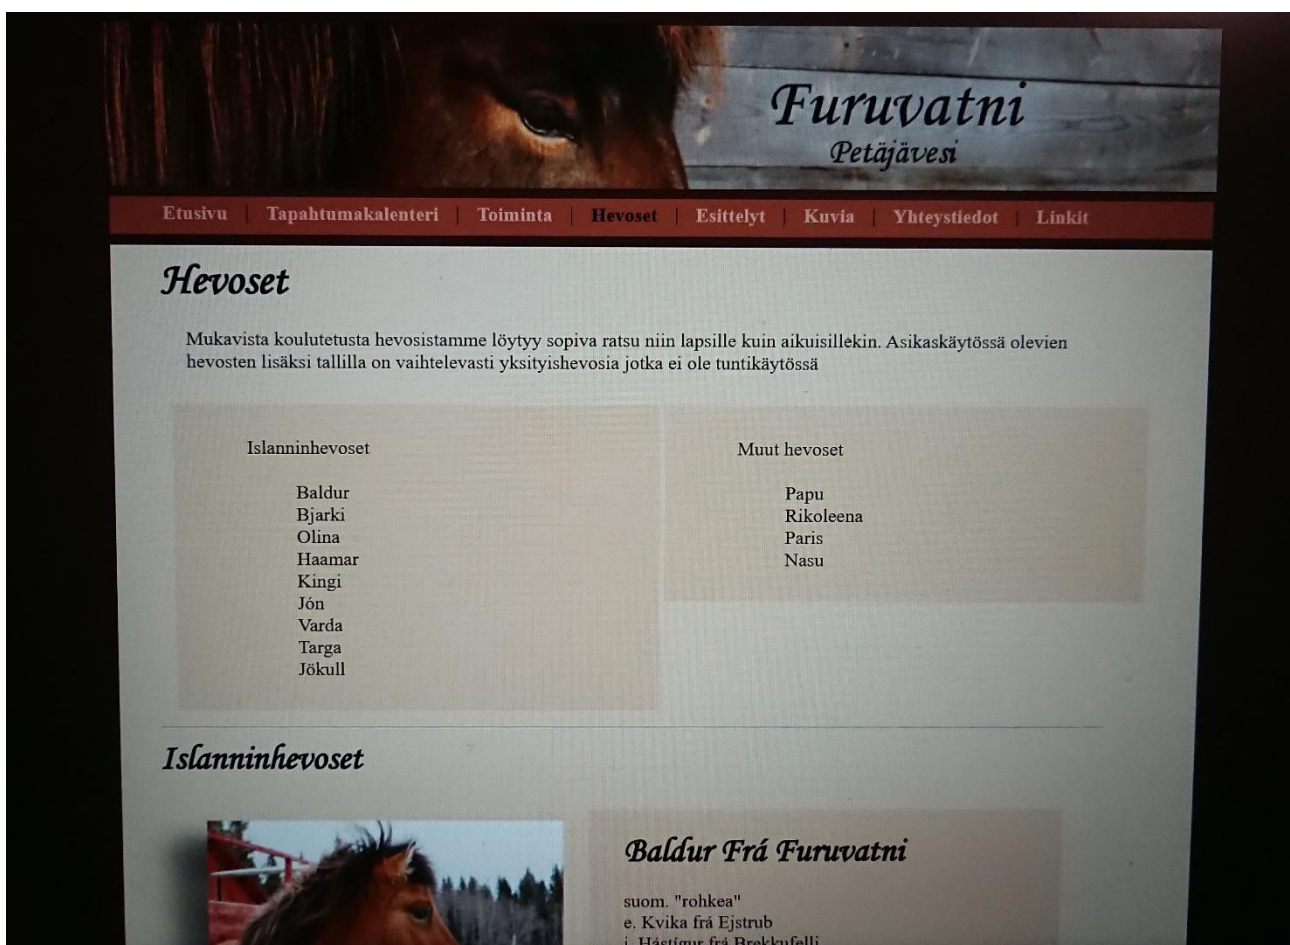 Furuvatni
Petäjävesi
Etusivu | Tapahtumakalenteri | Toiminta | Hevoset | Esittelyt | Kuvia | Yhteystiedot | Linkit
Hevoset
Mukavista koulutetusta hevosistamme löytyy sopiva ratsu niin lapsille kuin aikuisillekin. Asikaskäytössä olevien
hevosten lisäksi tallilla on vaihtelevasti yksityishevosia jotka ei ole tuntikäytössä
Islanninhevoset
Baldur
Bjarki
Olina
Haamar
Kingi
Jón
Varda
Targa
Jökull
Muut hevoset
Papu
Rikoleena
Paris
Nasu
Islanninhevoset
Baldur Frá Furuvatni
suom. "rohkea"
e. Kvika frá Ejstrub
i. Hástígur frá Brekkufelli